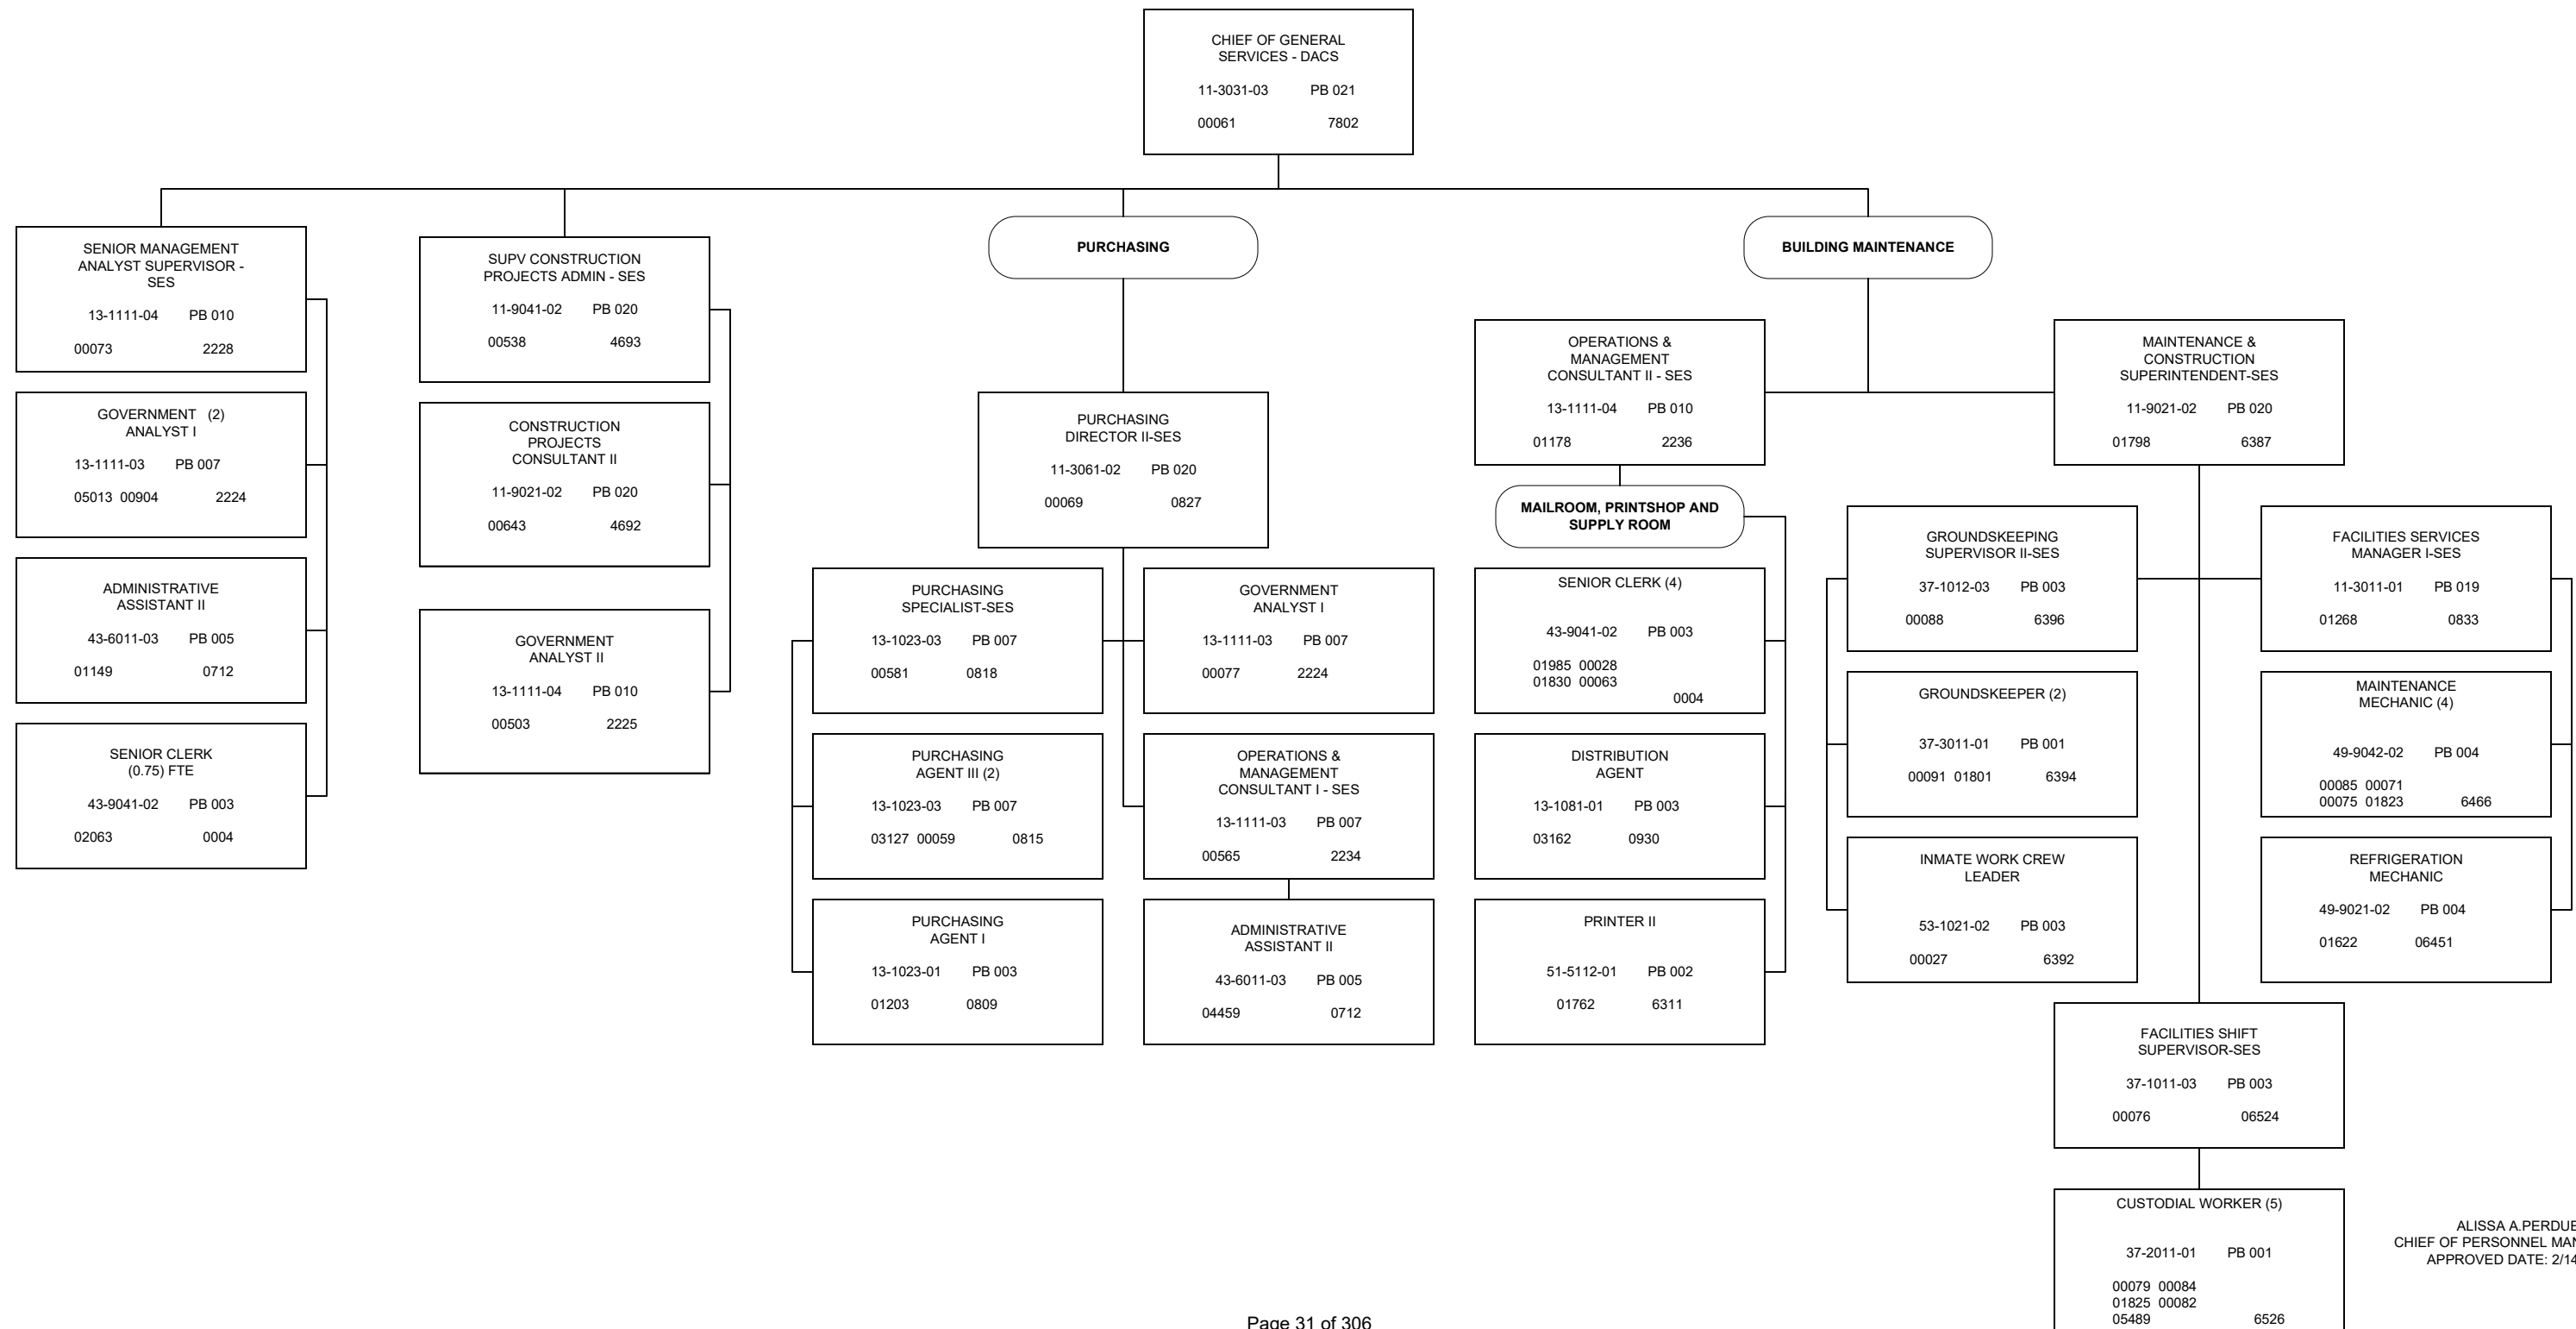 CHIEF OF GENERAL
SERVICES - DACS
11-3031-03 PB 021
00061 7802
SENIOR MANAGEMENT
ANALYST SUPERVISOR -
SES
13-1111-04 PB 010
00073 2228
GOVERNMENT (2)
ANALYST I
13-1111-03 PB 007
05013 00904 2224
ADMINISTRATIVE
ASSISTANT II
43-6011-03 PB 005
01149 0712
SENIOR CLERK
(0.75) FTE
43-9041-02 PB 003
02063 0004
SUPV CONSTRUCTION
PROJECTS ADMIN - SES
11-9041-02 PB 020
00538 4693
CONSTRUCTION
PROJECTS
CONSULTANT II
11-9021-02 PB 020
00643 4692
GOVERNMENT
ANALYST II
13-1111-04 PB 010
00503 2225
PURCHASING
PURCHASING
DIRECTOR II-SES
11-3061-02 PB 020
00069 0827
PURCHASING
SPECIALIST-SES
13-1023-03 PB 007
00581 0818
PURCHASING
AGENT III (2)
13-1023-03 PB 007
03127 00059 0815
PURCHASING
AGENT I
13-1023-01 PB 003
01203 0809
GOVERNMENT
ANALYST I
13-1111-03 PB 007
00077 2224
OPERATIONS &
MANAGEMENT
CONSULTANT I - SES
13-1111-03 PB 007
00565 2234
ADMINISTRATIVE
ASSISTANT II
43-6011-03 PB 005
04459 0712
BUILDING MAINTENANCE
OPERATIONS &
MANAGEMENT
CONSULTANT II - SES
13-1111-04 PB 010
01178 2236
MAILROOM, PRINTSHOP AND
SUPPLY ROOM
SENIOR CLERK (4)
43-9041-02 PB 003
01985 00028
01830 00063
0004
DISTRIBUTION
AGENT
13-1081-01 PB 003
03162 0930
PRINTER II
51-5112-01 PB 002
01762 6311
MAINTENANCE &
CONSTRUCTION
SUPERINTENDENT-SES
11-9021-02 PB 020
01798 6387
GROUNDSKEEPING
SUPERVISOR II-SES
37-1012-03 PB 003
00088 6396
GROUNDSKEEPER (2)
37-3011-01 PB 001
00091 01801 6394
INMATE WORK CREW
LEADER
53-1021-02 PB 003
00027 6392
FACILITIES SERVICES
MANAGER I-SES
11-3011-01 PB 019
01268 0833
MAINTENANCE
MECHANIC (4)
49-9042-02 PB 004
00085 00071
00075 01823 6466
REFRIGERATION
MECHANIC
49-9021-02 PB 004
01622 06451
FACILITIES SHIFT
SUPERVISOR-SES
37-1011-03 PB 003
00076 06524
CUSTODIAL WORKER (5)
37-2011-01 PB 001
00079 00084
01825 00082
05489 6526
ALISSA A.PERDUE
CHIEF OF PERSONNEL MAN
APPROVED DATE: 2/14
Page 31 of 306